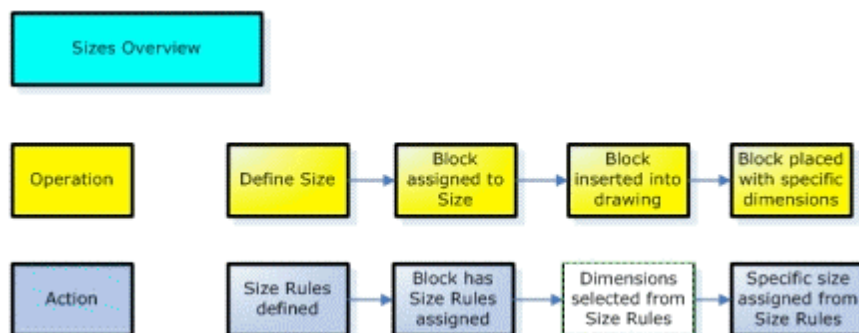 Sizes Overview
Operation
Define Size
Block
assigned to
Size
Block
inserted into
drawing
Block placed
with specific
dimensions
Action
Size Rules
defined
Block has
Size Rules
assigned
Dimensions
selected from
Size Rules
Specific size
assigned from
Size Rules